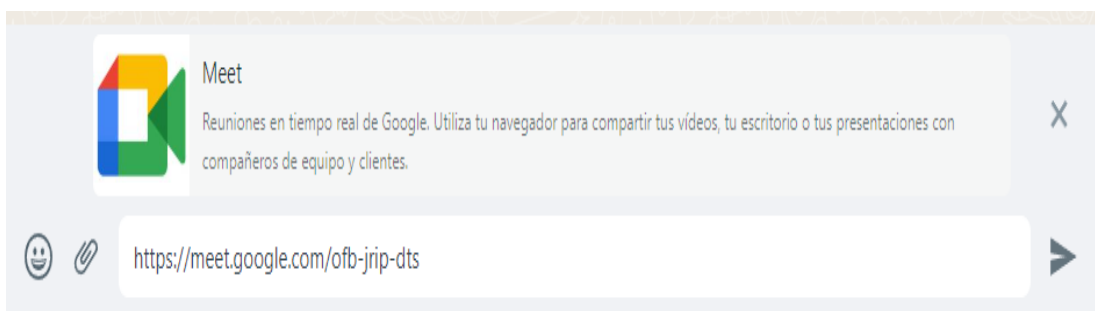 Meet
Reuniones en tiempo real de Google. Utiliza tu navegador para compartir tus vídeos, tu escritorio o tus presentaciones con
compañeros de equipo y clientes.
https://meet.google.com/ofb-jrip-dts